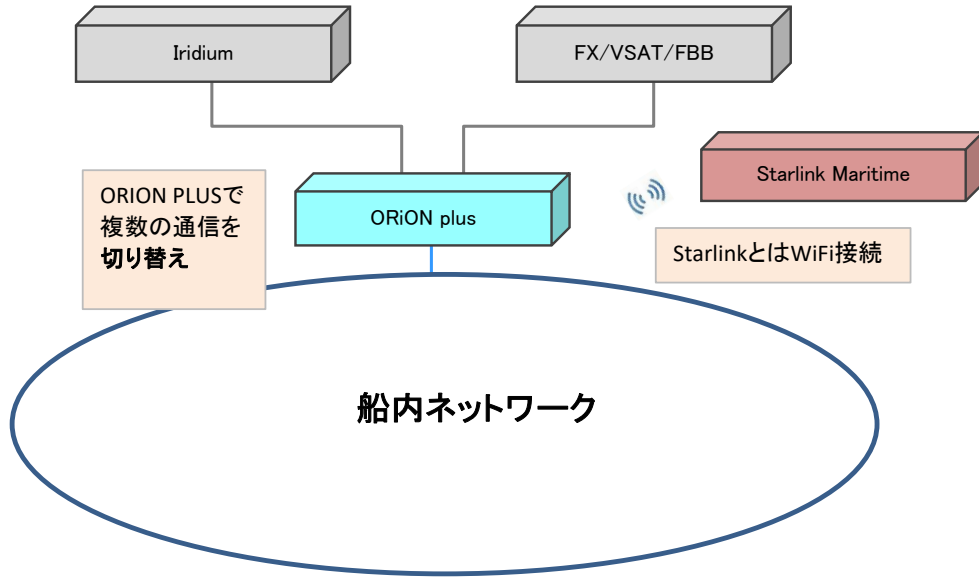 Iridium
FX/VSAT/FBB
Starlink Maritime
ORiON plus
ORION PLUSで
複数の通信を
切り替え
StarlinkとはWiFi接続
船内ネットワーク